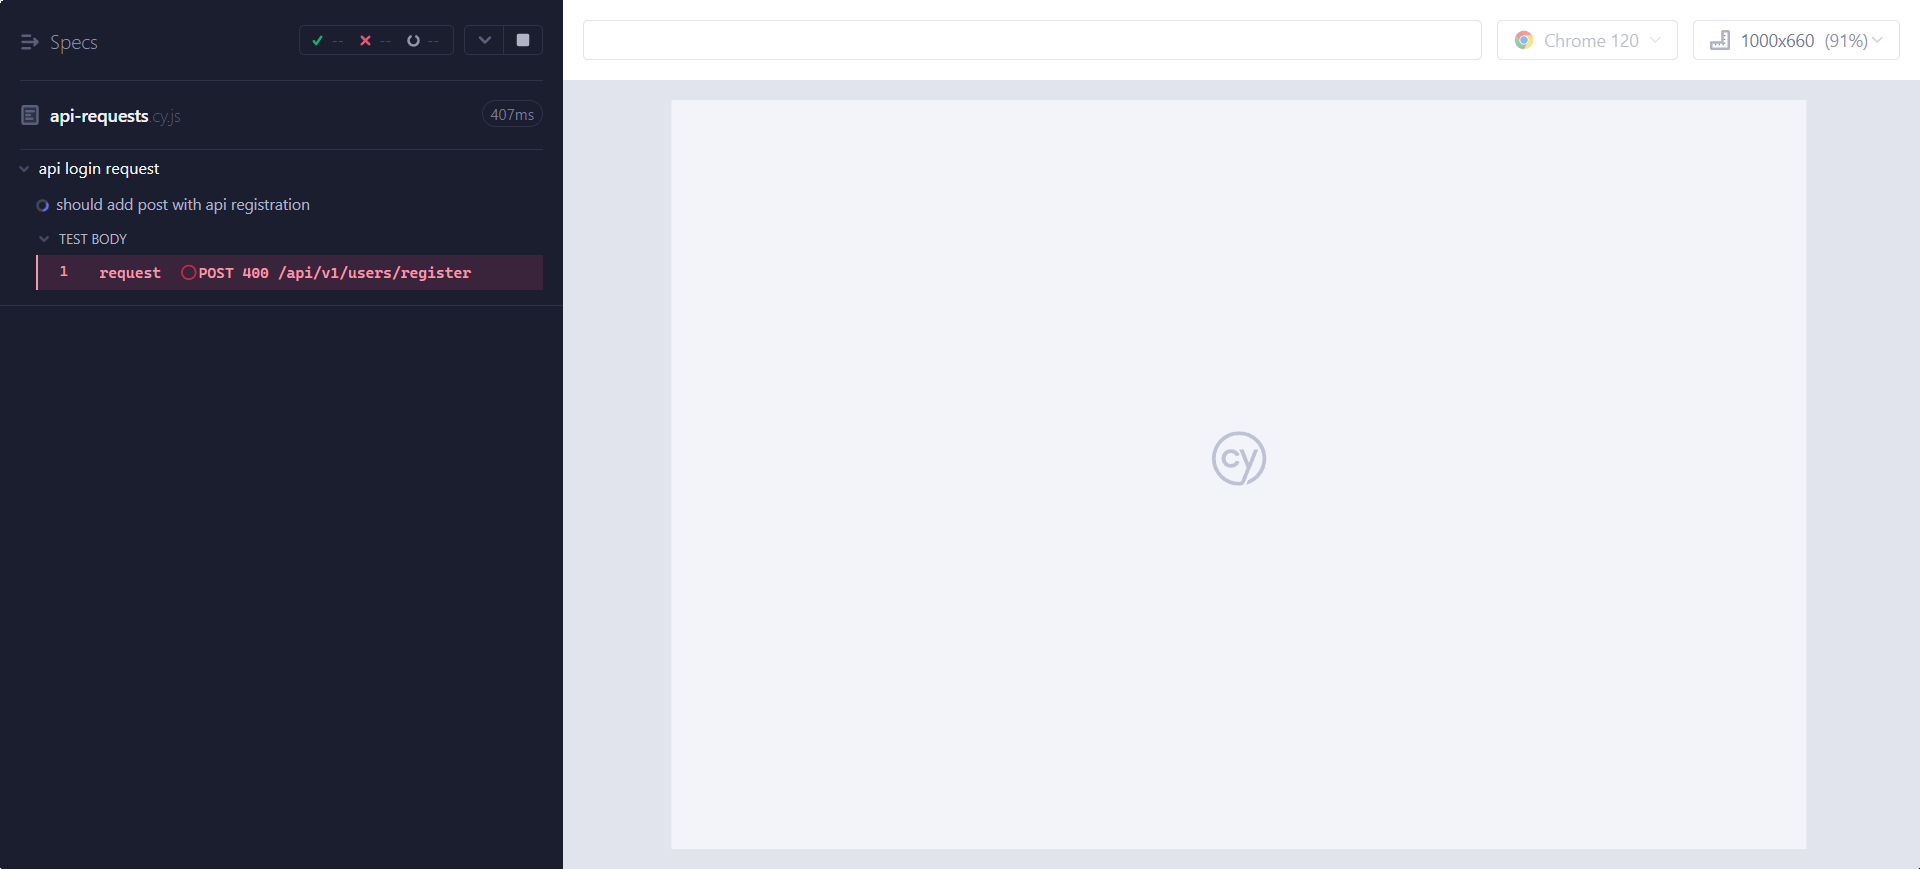 Specs
-- -- --
Chrome 120
1000x660 (91%)
api-requests.cy.js
407ms
api login request
should add post with api registration
TEST BODY
1 request POST 400 /api/v1/users/register
cy